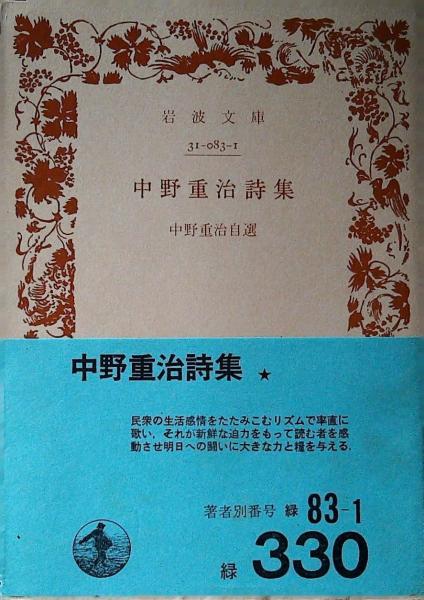 岩波文庫
31-083-1
中野重治詩集
中野重治自選
中野重治詩集 ★
民衆の生活感情をたたみこむリズムで率直に
歌い、それが新鮮な迫力をもって読む者を感
動させ明日への闘いに大きな力と糧を与える．
著者別番号 緑 83-1
緑 330